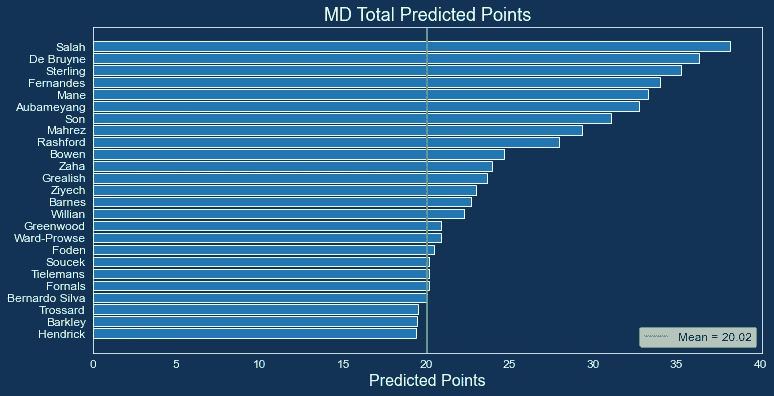 MD Total Predicted Points
Salah
De Bruyne
Sterling
Fernandes
Mane
Aubameyang
Son
Mahrez
Rashford
Bowen
Zaha
Grealish
Ziyech
Barnes
Willian
Greenwood
Ward-Prowse
Foden
Soucek
Tielemans
Fornals
Bernardo Silva
Trossard
Barkley
Hendrick
Mean = 20.02
0 5 10 15 20 25 30 35 40
Predicted Points